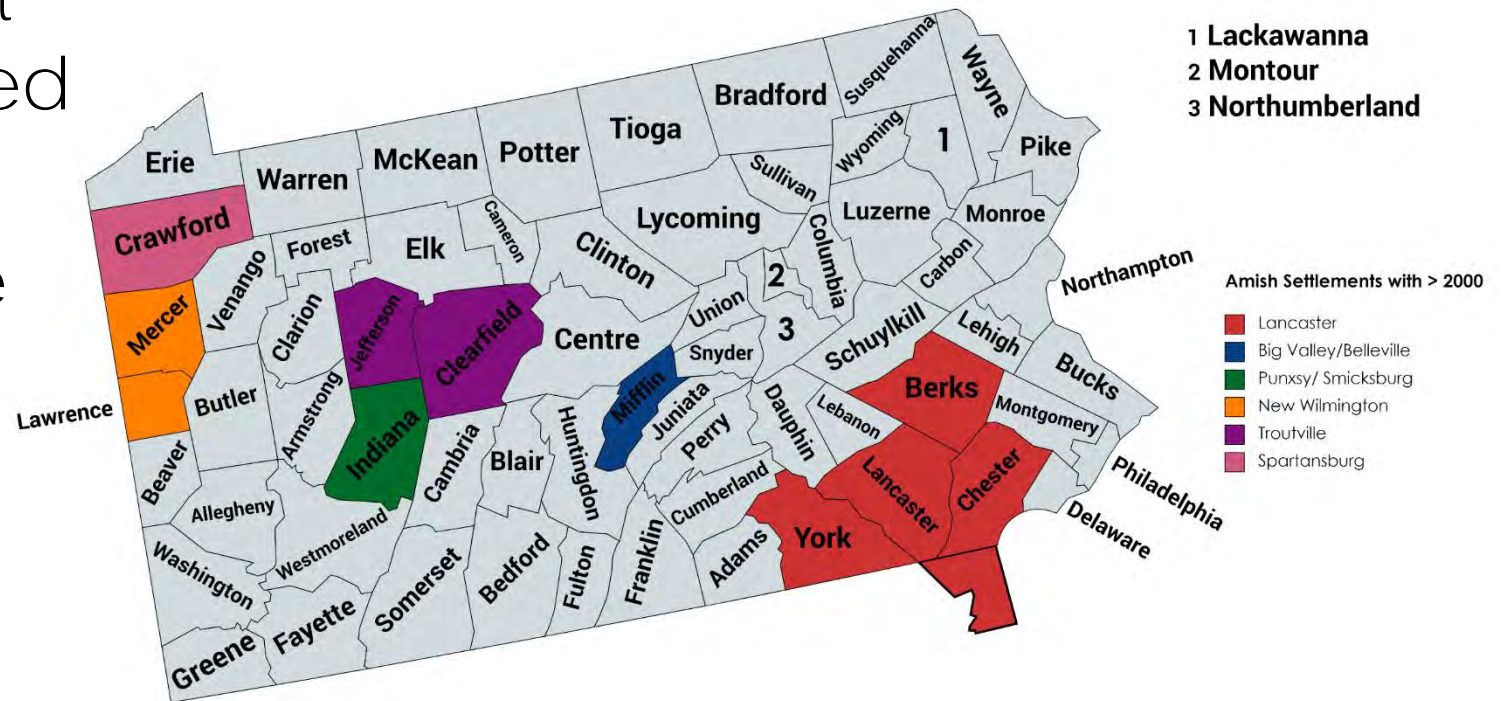 t
ed
e
1 Lackawanna
2 Montour
3 Northumberland
Erie
Warren
McKean
Potter
Tioga
Bradford
Susquehanna
Wayne
Wyoming
1
Pike
Crawford
Forest
Elk
Cameron
Clinton
Lycoming
Sullivan
Columbia
Luzerne
Monroe
Carbon
Northampton
Mercer
Venango
Clarion
Jefferson
Clearfield
Centre
Union
2
3
Snyder
Schuylkill
Lehigh
Bucks
Lawrence
Butler
Armstrong
Indiana
Cambria
Blair
Huntingdon
Mifflin
Juniata
Perry
Dauphin
Lebanon
Berks
Montgomery
Philadelphia
Delaware
Beaver
Allegheny
Westmoreland
Cumberland
Lancaster
Chester
Washington
Greene
Fayette
Somerset
Bedford
Fulton
Franklin
Adams
York
Amish Settlements with > 2000
Lancaster
Big Valley/Belleville
Punxsy/ Smicksburg
New Wilmington
Troutville
Spartansburg